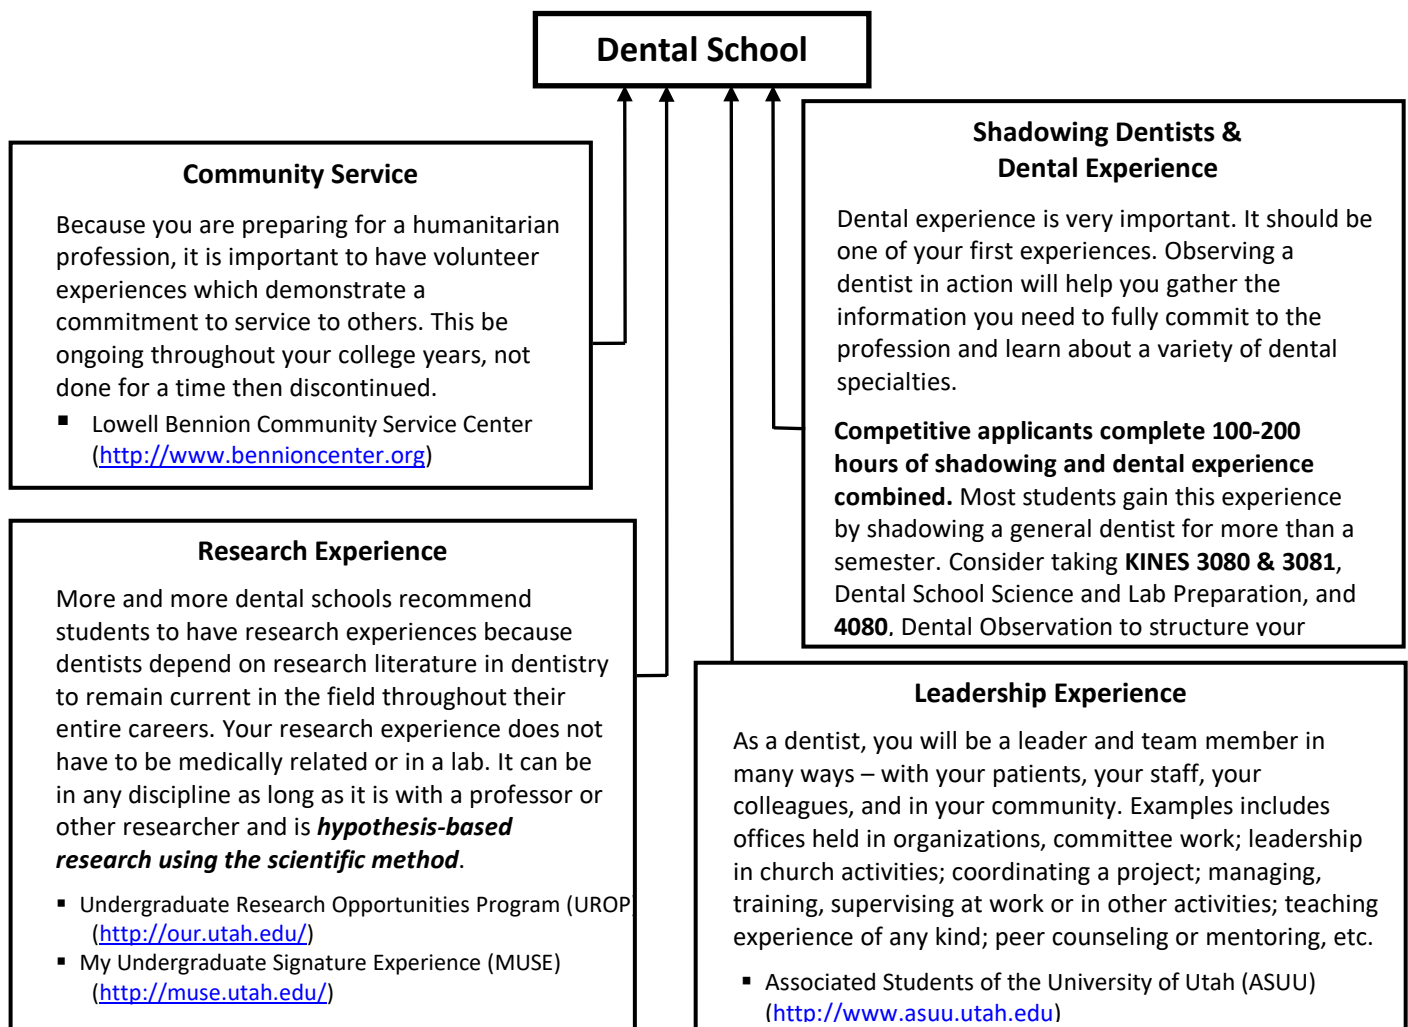 Dental School
Community Service
Because you are preparing for a humanitarian
profession, it is important to have volunteer
experiences which demonstrate a
commitment to service to others. This be
ongoing throughout your college years, not
done for a time then discontinued.
▪ Lowell Bennion Community Service Center
(http://www.bennioncenter.org)
Shadowing Dentists &
Dental Experience
Dental experience is very important. It should be
one of your first experiences. Observing a
dentist in action will help you gather the
information you need to fully commit to the
profession and learn about a variety of dental
specialties.
Competitive applicants complete 100-200
hours of shadowing and dental experience
combined. Most students gain this experience
by shadowing a general dentist for more than a
semester. Consider taking KINES 3080 & 3081,
Dental School Science and Lab Preparation, and
4080, Dental Observation to structure your
Research Experience
More and more dental schools recommend
students to have research experiences because
dentists depend on research literature in dentistry
to remain current in the field throughout their
entire careers. Your research experience does not
have to be medically related or in a lab. It can be
in any discipline as long as it is with a professor or
other researcher and is hypothesis-based
research using the scientific method.
▪ Undergraduate Research Opportunities Program (UROP)
(http://our.utah.edu/)
▪ My Undergraduate Signature Experience (MUSE)
(http://muse.utah.edu/)
Leadership Experience
As a dentist, you will be a leader and team member in
many ways – with your patients, your staff, your
colleagues, and in your community. Examples includes
offices held in organizations, committee work; leadership
in church activities; coordinating a project; managing,
training, supervising at work or in other activities; teaching
experience of any kind; peer counseling or mentoring, etc.
▪ Associated Students of the University of Utah (ASUU)
(http://www.asuu.utah.edu)